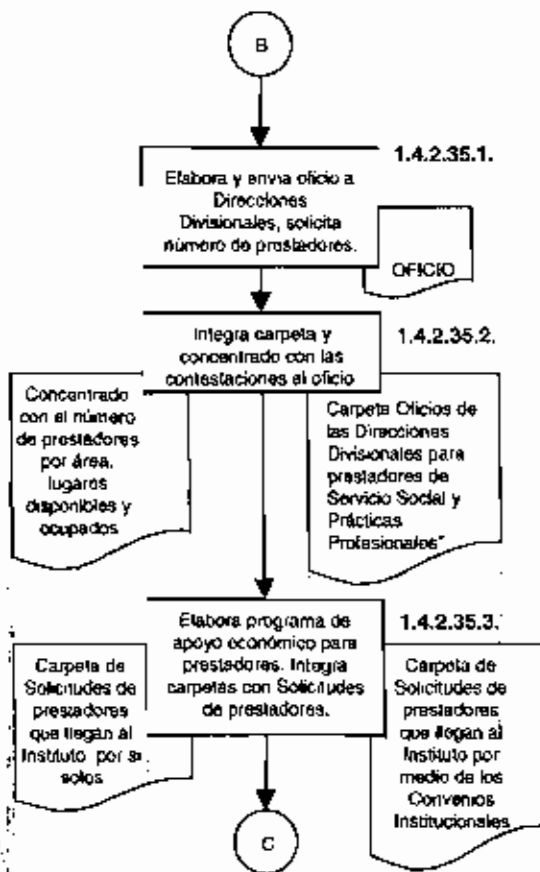 B
1.4.2.35.1.
Elabora y envia oficio a
Direcciones
Divisionales, solicita
número de prestadores.
OFICIO
Integra carpeta y
concentrado con las
contestaciones al oficio
1.4.2.35.2.
Concentrado
con el número
de prestadores
por área,
lugares
disponibles y
ocupados
Carpeta Oficios de
las Direcciones
Divisionales para
prestadores de
Servicio Social y
Prácticas
Profesionales"
Elabora programa de
apoyo económico para
prestadores. Integra
carpetas con Solicitudes
de prestadores.
1.4.2.35.3.
Carpeta de
Solicitudes de
prestadores
que llegan al
Instituto por si
solos
Carpeta de
Solicitudes de
prestadores
que llegan al
Instituto por
medio de los
Convenios
Institucionales
C